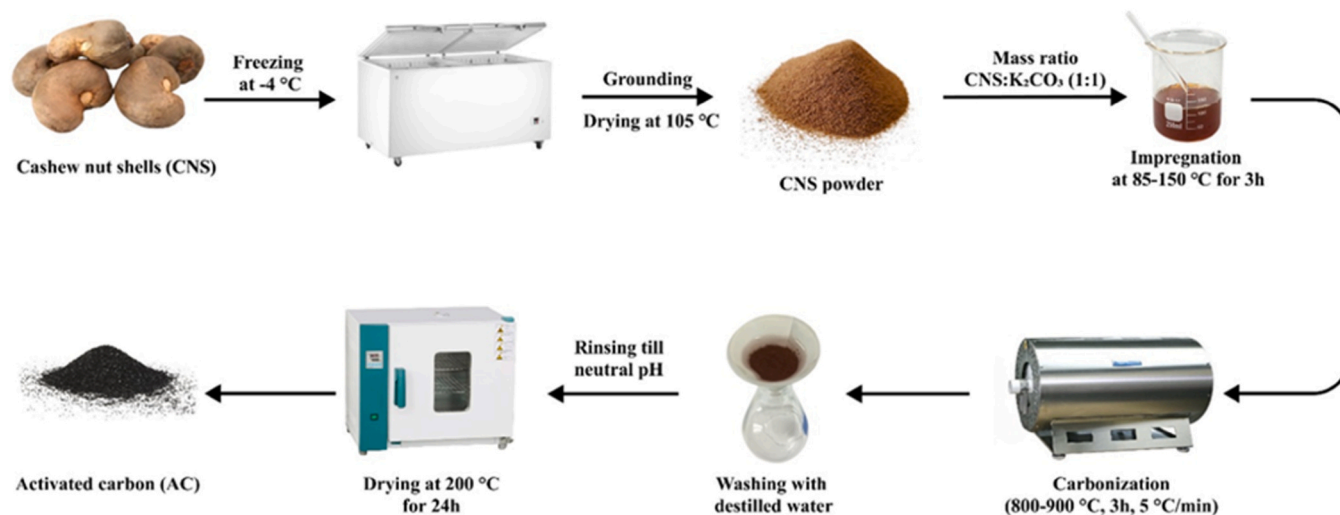 Freezing
at -4 °C
Grounding
Drying at 105 °C
Mass ratio
CNS:K₂CO₃ (1:1)
Cashew nut shells (CNS)
CNS powder
Impregnation
at 85-150 °C for 3h
Rinsing till
neutral pH
Activated carbon (AC)
Drying at 200 °C
for 24h
Washing with
destilled water
Carbonization
(800-900 °C, 3h, 5 °C/min)